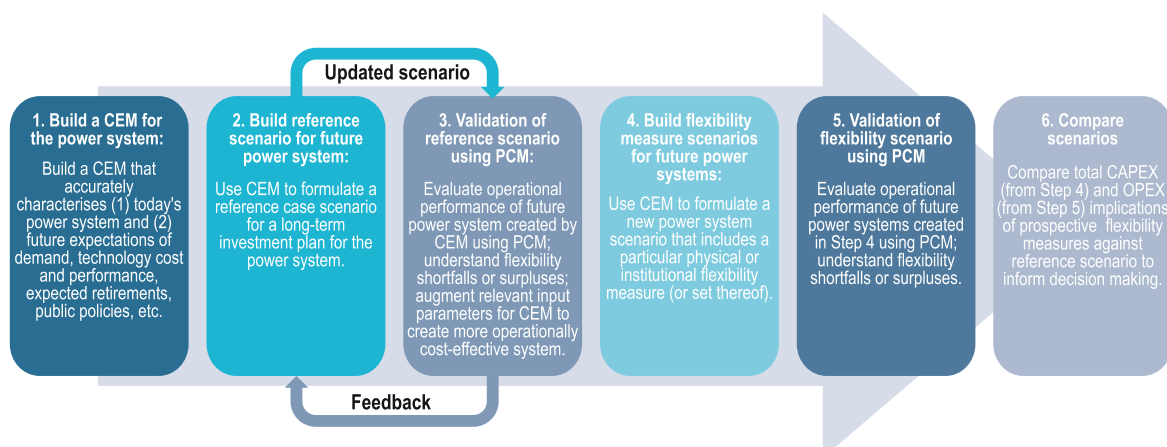 Updated scenario
1. Build a CEM for
the power system:
Build a CEM that
accurately
characterises (1) today's
power system and (2)
future expectations of
demand, technology cost
and performance,
expected retirements,
public policies, etc.
2. Build reference
scenario for future
power system:
Use CEM to formulate a
reference case scenario
for a long-term
investment plan for the
power system.
3. Validation of
reference scenario
using PCM:
Evaluate operational
performance of future
power system created by
CEM using PCM;
understand flexibility
shortfalls or surpluses;
augment relevant input
parameters for CEM to
create more operationally
cost-effective system.
4. Build flexibility
measure scenarios
for future power
systems:
Use CEM to formulate a
new power system
scenario that includes a
particular physical or
institutional flexibility
measure (or set thereof).
5. Validation of
flexibility scenario
using PCM
Evaluate operational
performance of future
power systems created
in Step 4 using PCM;
understand flexibility
shortfalls or surpluses.
6. Compare
scenarios
Compare total CAPEX
(from Step 4) and OPEX
(from Step 5) implications
of prospective flexibility
measures against
reference scenario to
inform decision making.
Feedback